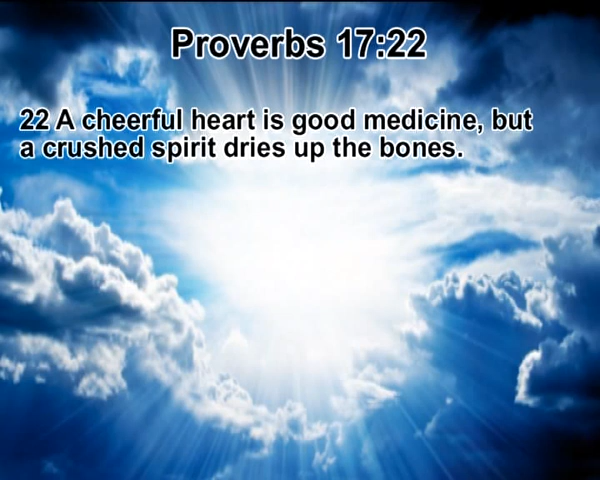 Proverbs 17:22
22 A cheerful heart is good medicine, but
a crushed spirit dries up the bones.